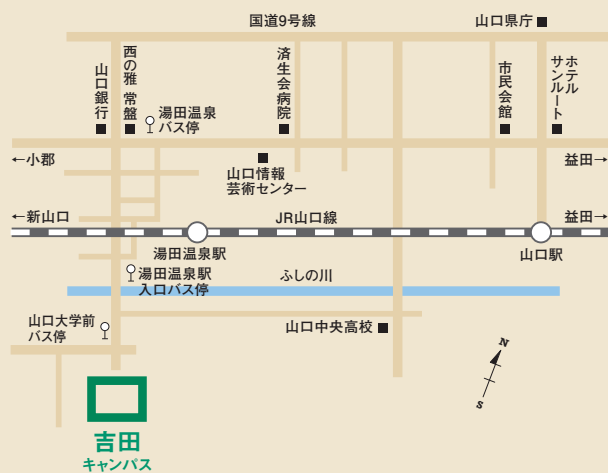 国道9号線
山口県庁
山口銀行
西の雅 常盤
湯田温泉
バス停
済生会病院
市民会館
ホテル
サンルート
←小郡
益田→
山口情報
芸術センター
←新山口
JR山口線
益田→
湯田温泉駅
山口駅
湯田温泉駅
入口バス停
ふしの川
山口大学前
バス停
山口中央高校
N
S
吉田
キャンパス